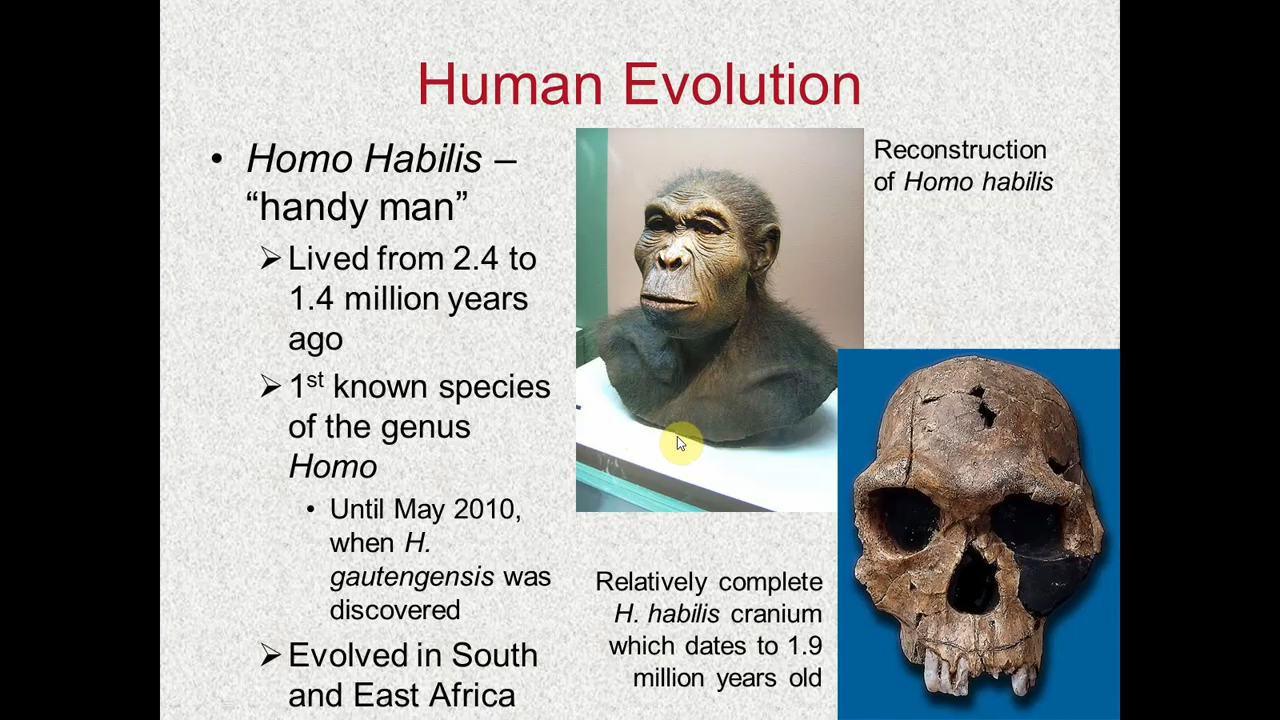 Human Evolution
• Homo Habilis –
“handy man”
➢ Lived from 2.4 to
1.4 million years
ago
➢ 1st known species
of the genus
Homo
• Until May 2010,
when H.
gautengensis was
discovered
➢ Evolved in South
and East Africa
Reconstruction
of Homo habilis
Relatively complete
H. habilis cranium
which dates to 1.9
million years old